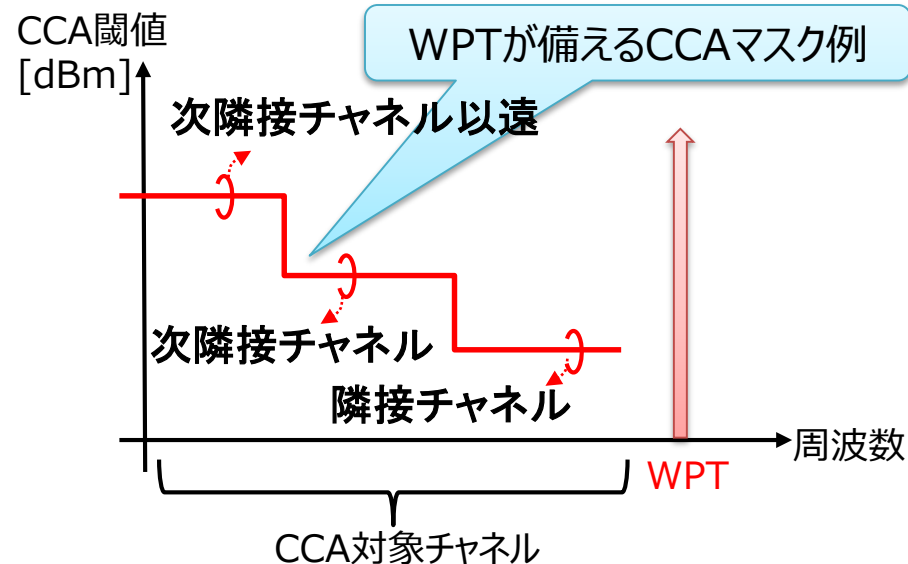 CCA閾値
[dBm]
WPTが備えるCCAマスク例
次隣接チャネル以遠
次隣接チャネル
隣接チャネル
周波数
WPT
CCA対象チャネル